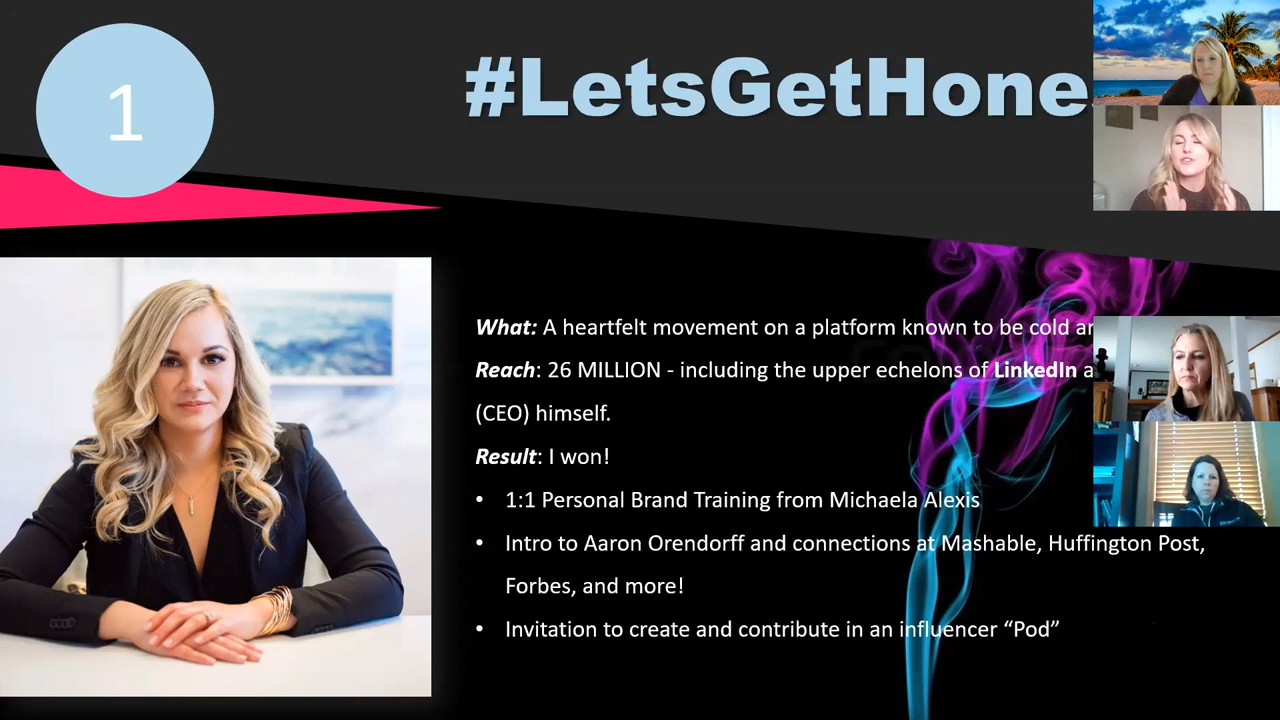 1
#LetsGetHone
What: A heartfelt movement on a platform known to be cold ar
Reach: 26 MILLION - including the upper echelons of LinkedIn a
(CEO) himself.
Result: I won!
• 1:1 Personal Brand Training from Michaela Alexis
• Intro to Aaron Orendorff and connections at Mashable, Huffington Post,
Forbes, and more!
• Invitation to create and contribute in an influencer “Pod”